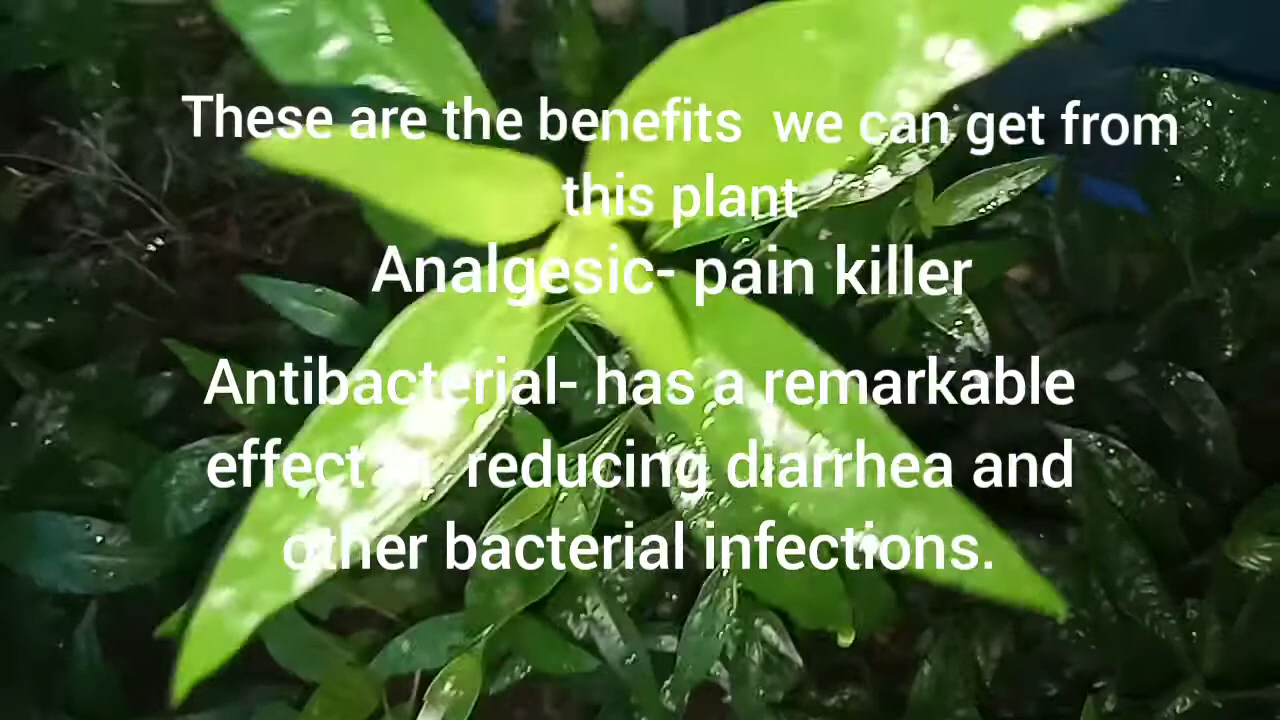 These are the benefits we can get from
this plant
Analgesic- pain killer
Antibacterial- has a remarkable
effect in reducing diarrhea and
other bacterial infections.